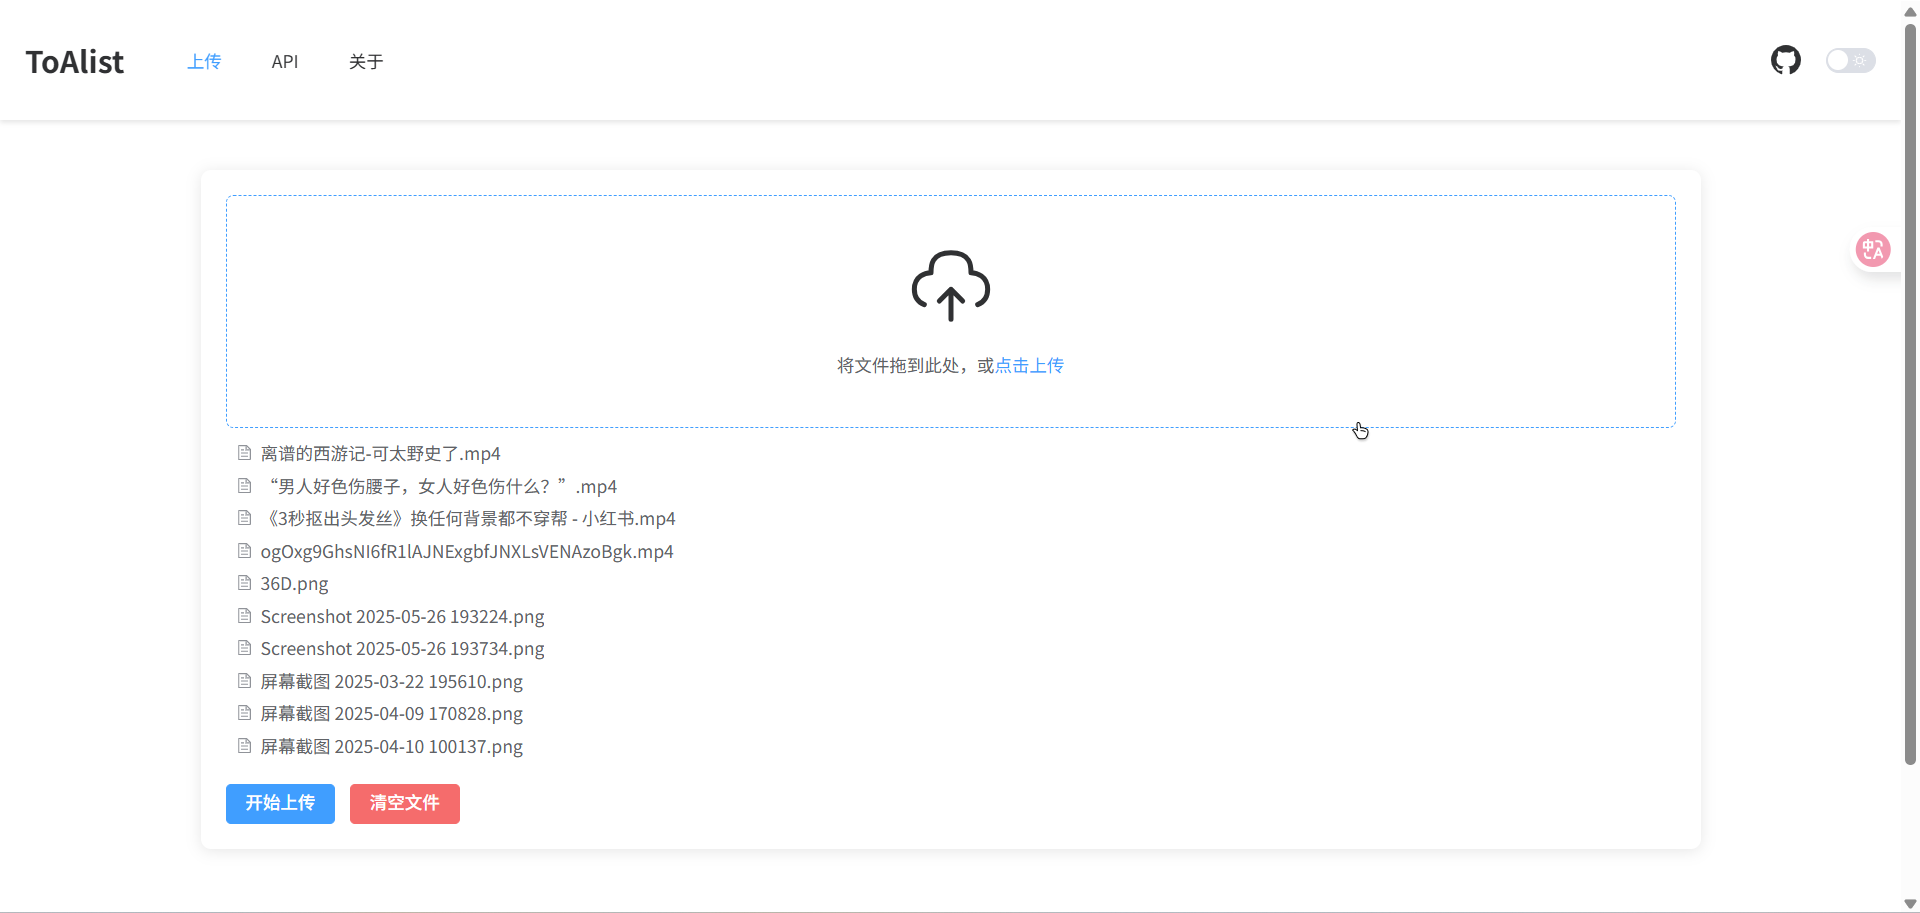 ToAlist
上传
API
关于
将文件拖到此处，或点击上传
离谱的西游记-可太野史了.mp4
“男人好色伤腰子，女人好色伤什么？”.mp4
《3秒抠出头发丝》换任何背景都不穿帮 - 小红书.mp4
ogOxg9GhsNI6fR1lAJNExgbfJNXLsVENAzoBgk.mp4
36D.png
Screenshot 2025-05-26 193224.png
Screenshot 2025-05-26 193734.png
屏幕截图 2025-03-22 195610.png
屏幕截图 2025-04-09 170828.png
屏幕截图 2025-04-10 100137.png
开始上传
清空文件